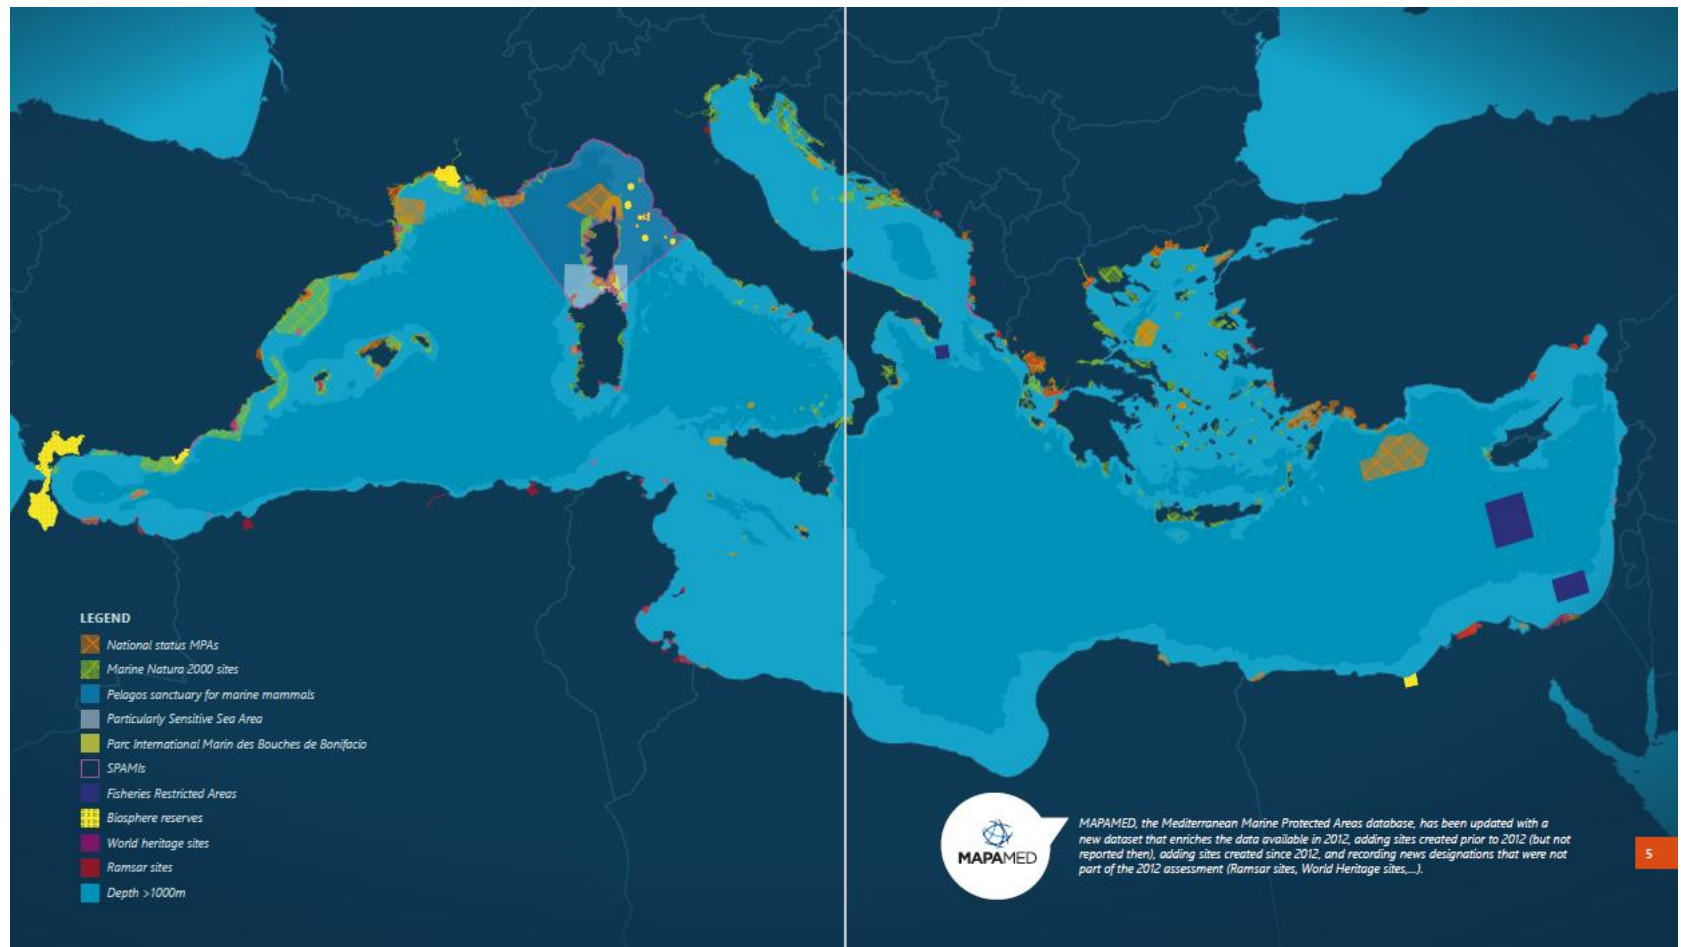 LEGEND
National status MPAs
Marine Natura 2000 sites
Pelagos sanctuary for marine mammals
Particularly Sensitive Sea Area
Parc International Marin des Bouches de Bonifacio
SPAMIs
Fisheries Restricted Areas
Biosphere reserves
World heritage sites
Ramsar sites
Depth >1000m
MAPAMED
MAPAMED, the Mediterranean Marine Protected Areas database, has been updated with a
new dataset that enriches the data available in 2012, adding sites created prior to 2012 (but not
reported then), adding sites created since 2012, and recording news designations that were not
part of the 2012 assessment (Ramsar sites, World Heritage sites,...).
5